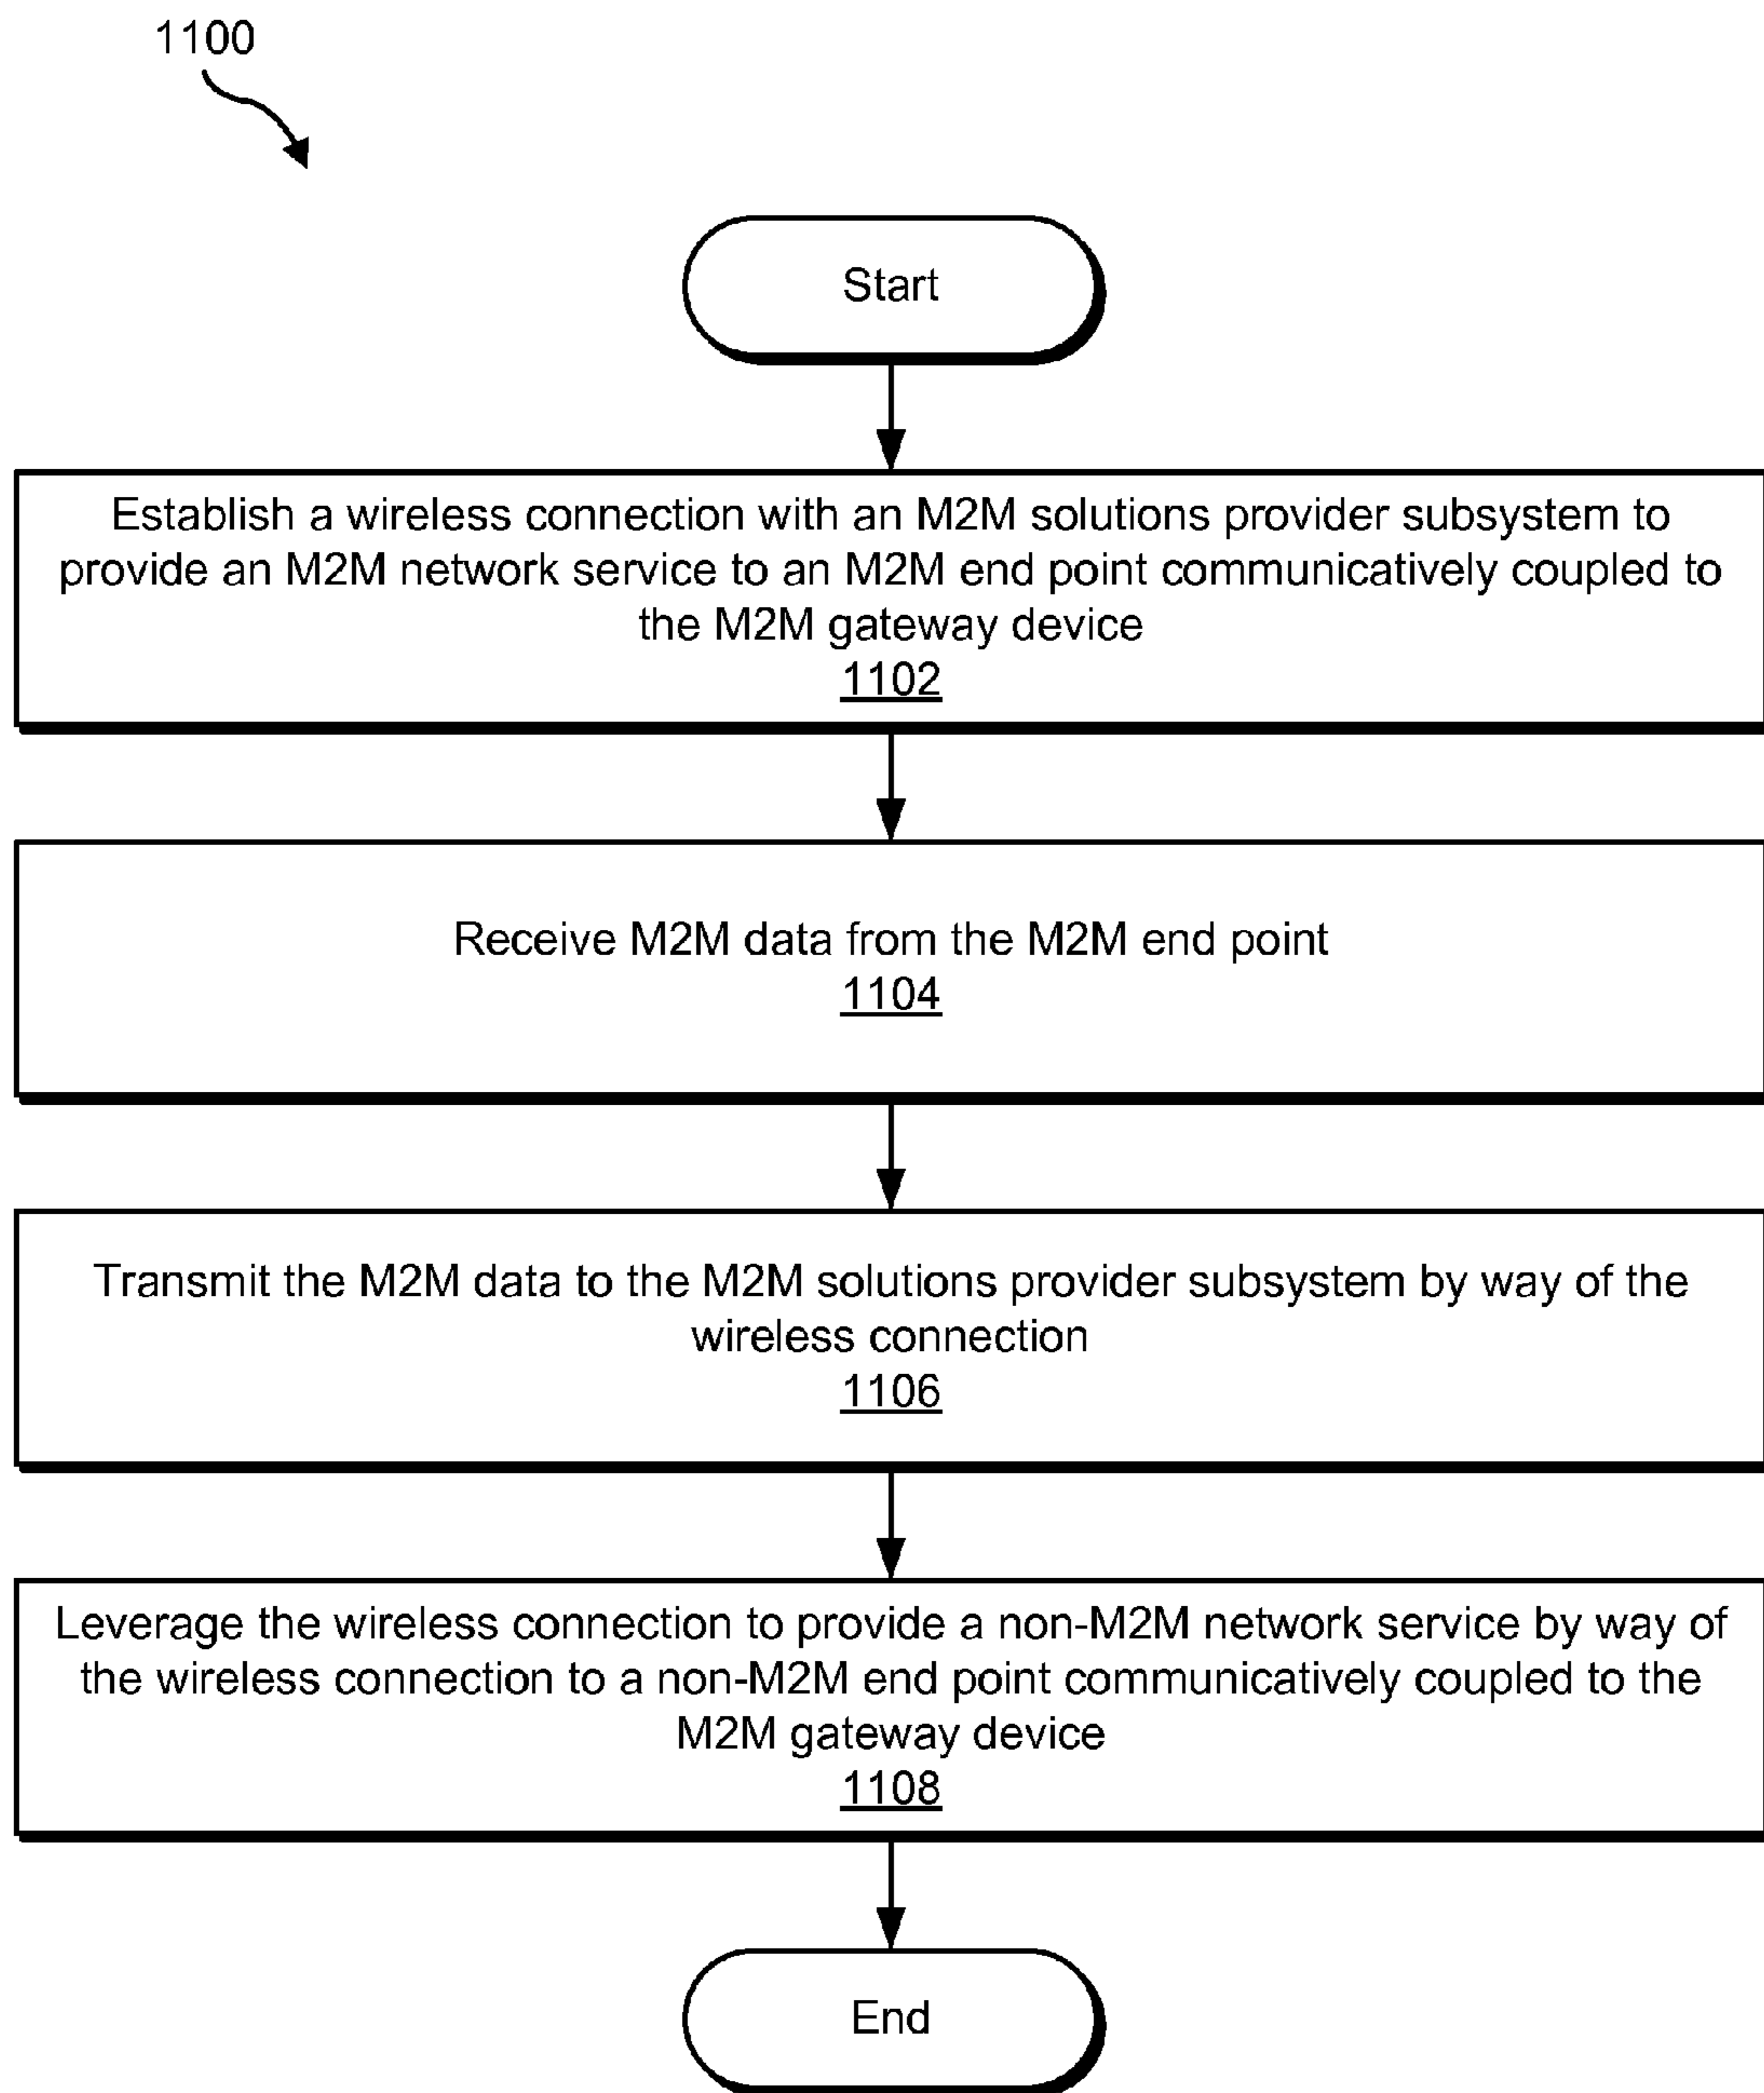 1100
Start
Establish a wireless connection with an M2M solutions provider subsystem to
provide an M2M network service to an M2M end point communicatively coupled to
the M2M gateway device
1102
Receive M2M data from the M2M end point
1104
Transmit the M2M data to the M2M solutions provider subsystem by way of the
wireless connection
1106
Leverage the wireless connection to provide a non-M2M network service by way of
the wireless connection to a non-M2M end point communicatively coupled to the
M2M gateway device
1108
End